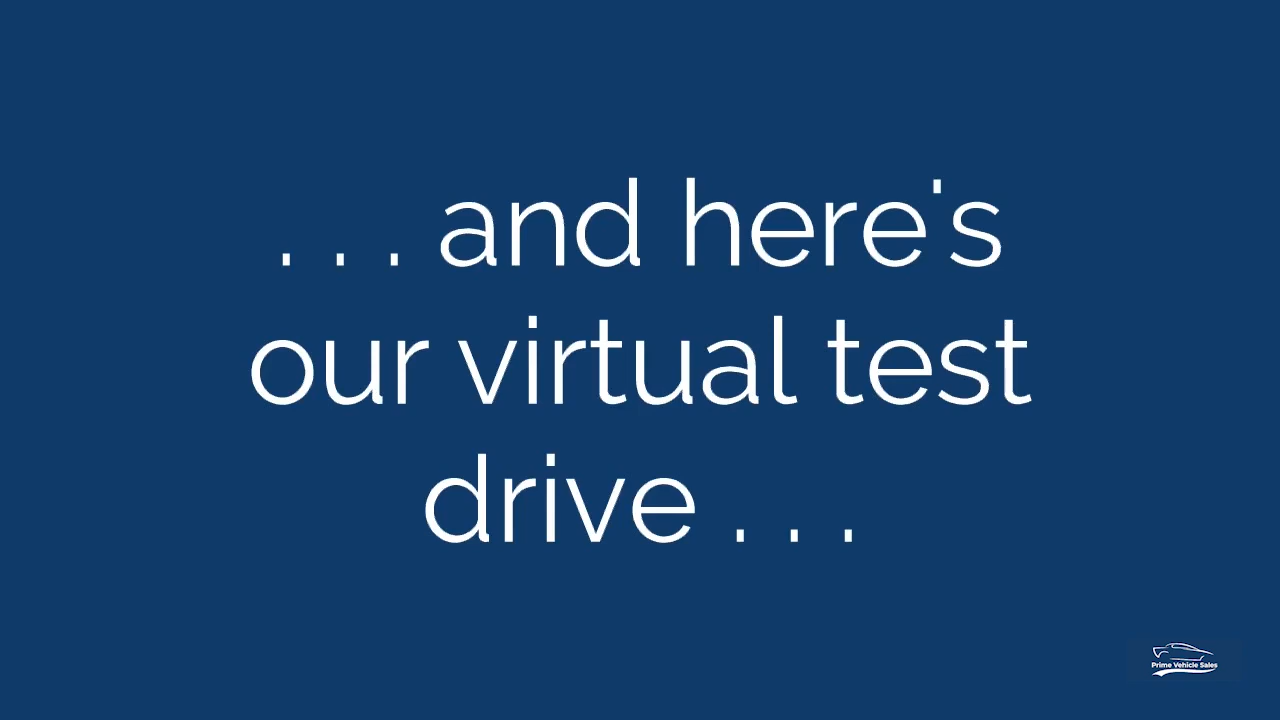 . . . and here's
our virtual test
drive . . .
Prime Vehicle Sales